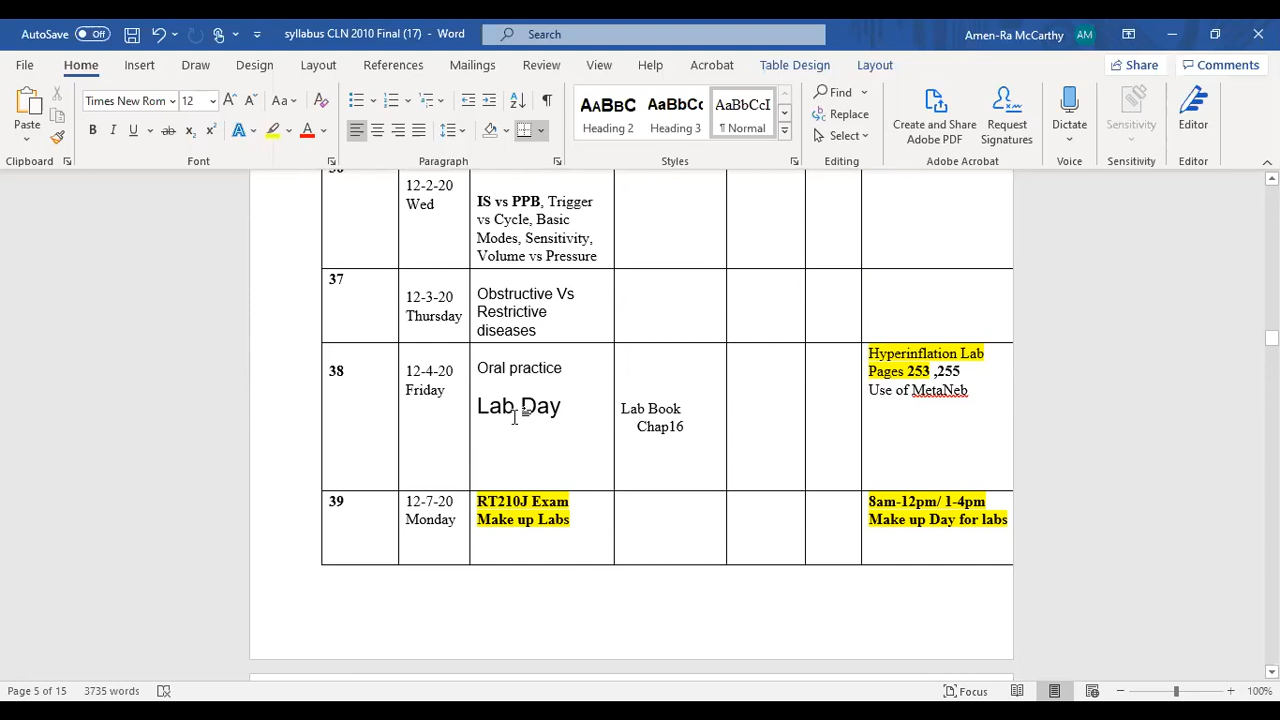 AutoSave
Off
syllabus CLN 2010 Final (17) - Word
Search
Amen-Ra McCarthy
AM
File
Home
Insert
Draw
Design
Layout
References
Mailings
Review
View
Help
Acrobat
Table Design
Layout
Share
Comments
Paste
Times New Rom
12
Aa
AABBC
AaBbCc
AaBbCcI
Heading 2
Heading 3
¶ Normal
Find
Replace
Select
Create and Share
Adobe PDF
Request
Signatures
Dictate
Sensitivity
Editor
Clipboard
Font
Paragraph
Styles
Editing
Adobe Acrobat
Voice
Sensitivity
Editor
36
12-2-20
Wed
IS vs PPB, Trigger
vs Cycle, Basic
Modes, Sensitivity,
Volume vs Pressure
37
12-3-20
Thursday
Obstructive Vs
Restrictive
diseases
38
12-4-20
Friday
Oral practice
Lab Day
Lab Book
Chap16
Hyperinflation Lab
Pages 253 ,255
Use of MetaNeb
39
12-7-20
Monday
RT210J Exam
Make up Labs
8am-12pm/ 1-4pm
Make up Day for labs
Page 5 of 15
3735 words
Focus
100%